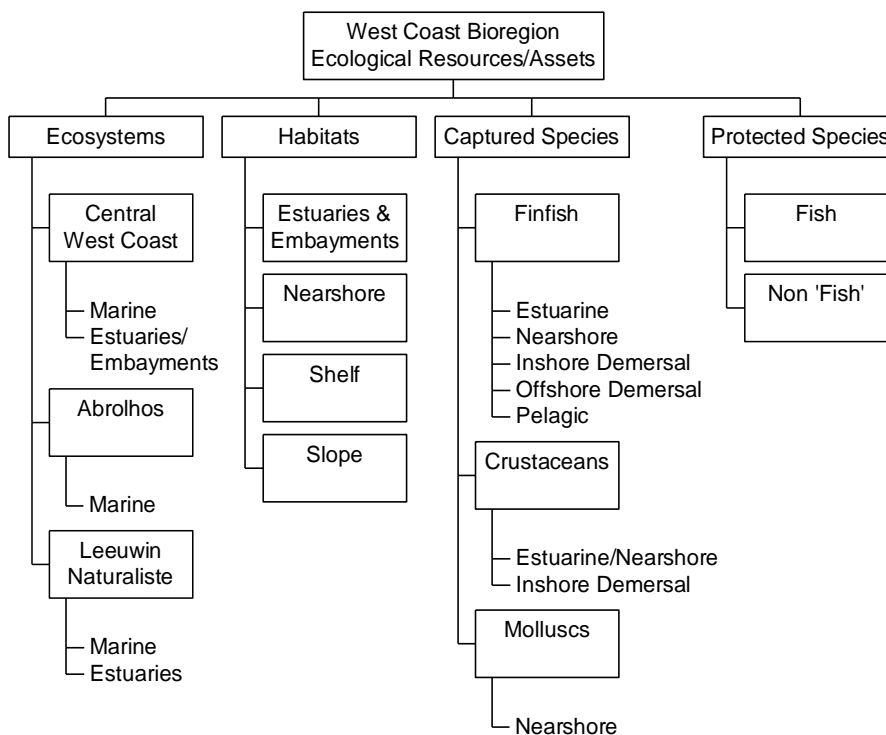 West Coast Bioregion
Ecological Resources/Assets
Ecosystems
Central
West Coast
Marine
Estuaries/
Embayments
Abrolhos
Marine
Leeuwin
Naturaliste
Marine
Estuaries
Habitats
Estuaries &
Embayments
Nearshore
Shelf
Slope
Captured Species
Finfish
Estuarine
Nearshore
Inshore Demersal
Offshore Demersal
Pelagic
Crustaceans
Estuarine/Nearshore
Inshore Demersal
Molluscs
Nearshore
Protected Species
Fish
Non 'Fish'